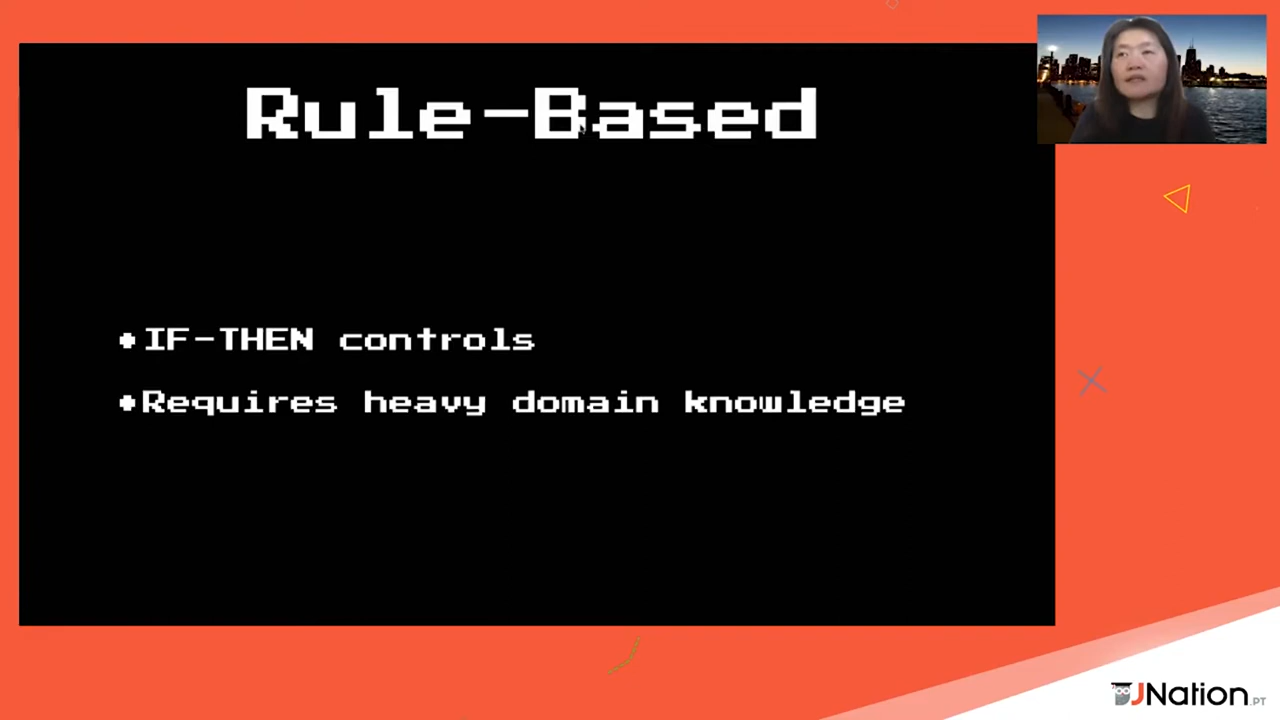 Rule-Based
•IF-THEN controls
•Requires heavy domain knowledge
JNation.PT